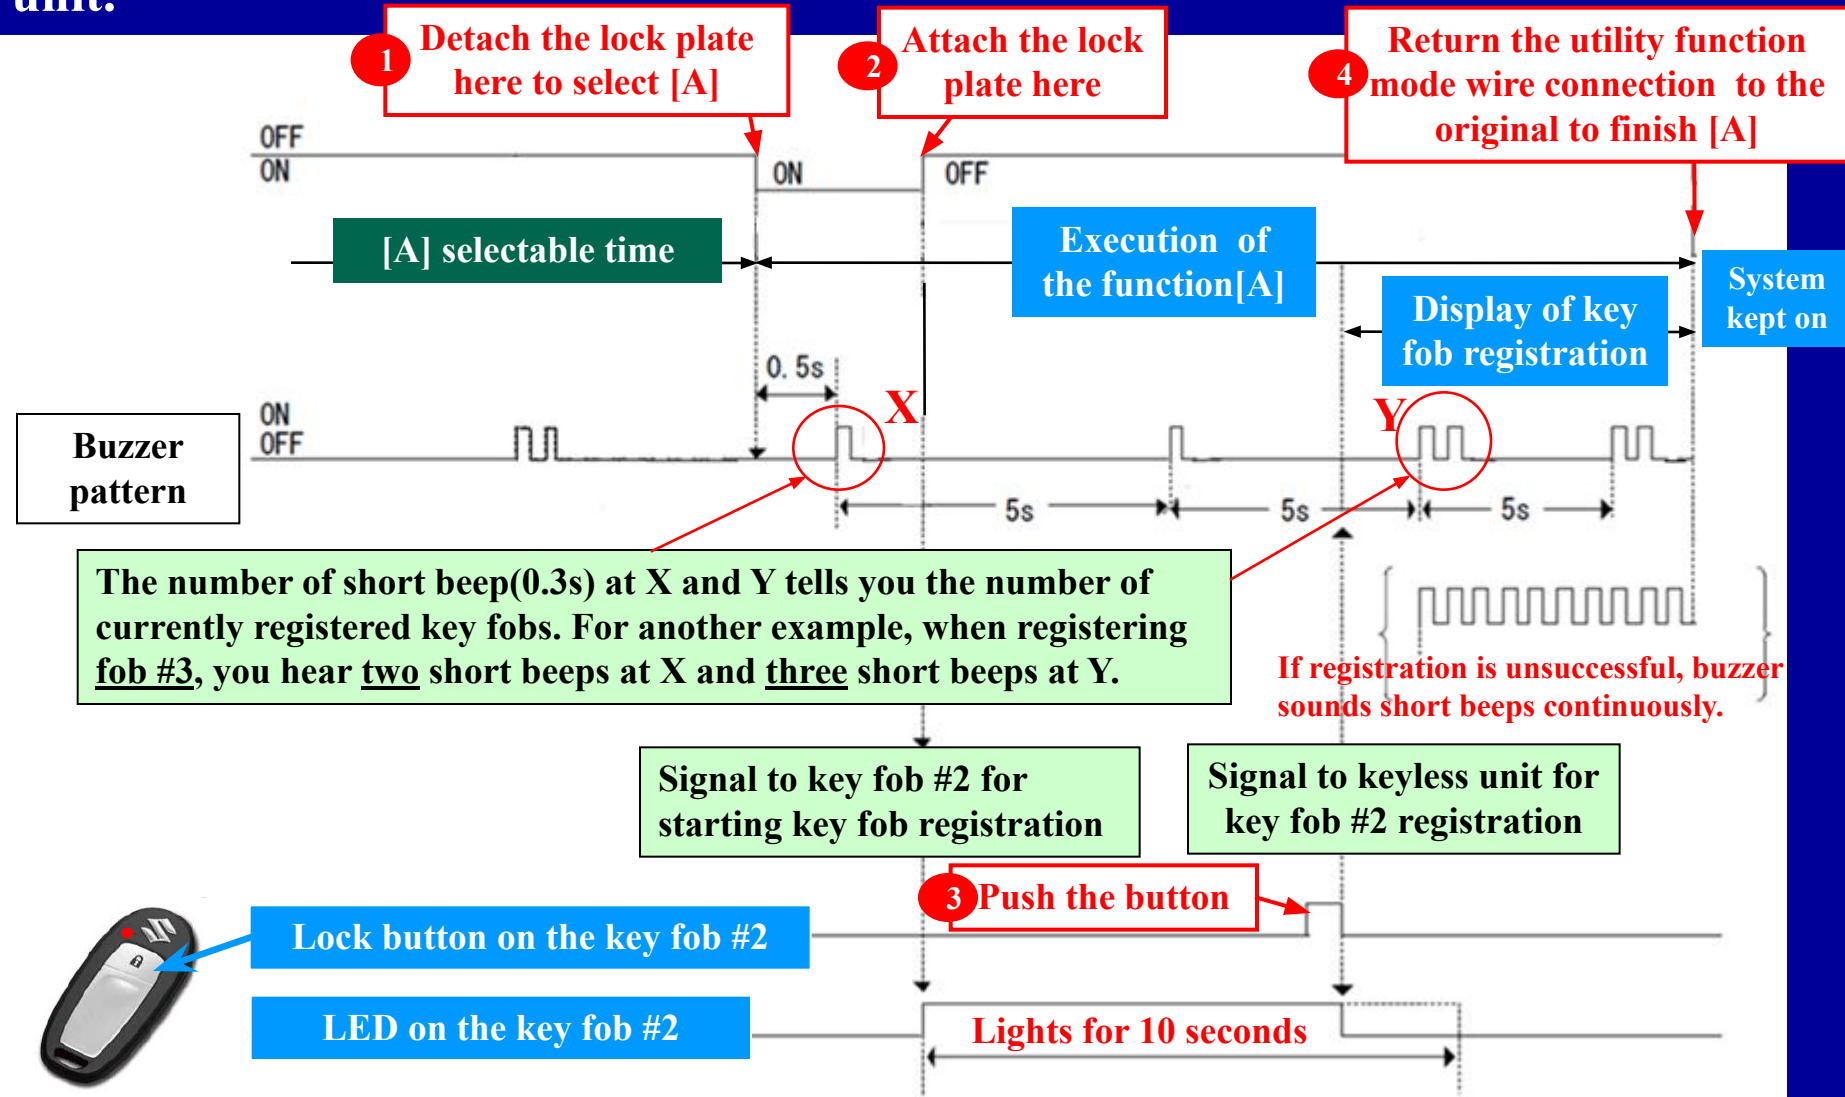 unit.
1
Detach the lock plate
here to select [A]
2
Attach the lock
plate here
4
Return the utility function
mode wire connection  to the
original to finish [A]
OFF
ON
ON
OFF
[A] selectable time
Execution  of
the function[A]
System
kept on
Display of key
fob registration
0. 5s
X
Y
Buzzer
pattern
ON
OFF
5s
5s
5s
The number of short beep(0.3s) at X and Y tells you the number of
currently registered key fobs. For another example, when registering
fob #3, you hear two short beeps at X and three short beeps at Y.
If registration is unsuccessful, buzzer
sounds short beeps continuously.
Signal to key fob #2 for
starting key fob registration
Signal to keyless unit for
key fob #2 registration
3
Push the button
Lock button on the key fob #2
LED on the key fob #2
Lights for 10 seconds